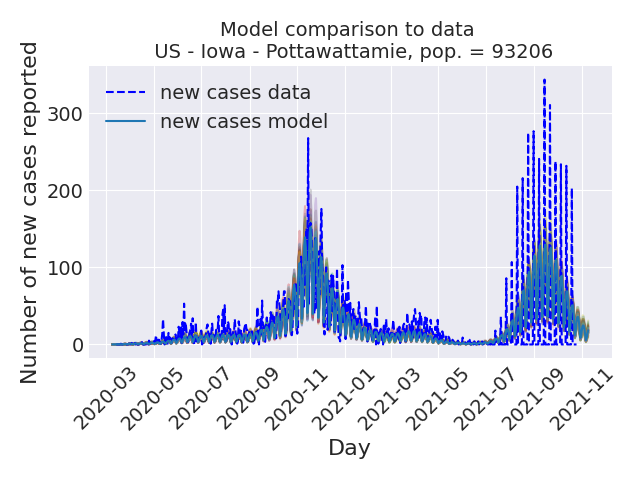 Model comparison to data
US - Iowa - Pottawattamie, pop. = 93206
Number of new cases reported
new cases data
new cases model
300
200
100
0
2020-03
2020-05
2020-07
2020-09
2020-11
2021-01
2021-03
2021-05
2021-07
2021-09
2021-11
Day